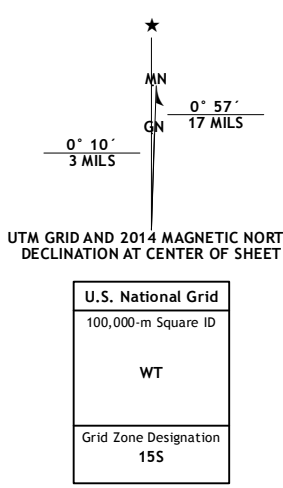 ★
MN
0° 57´
17 MILS
GN
0° 10´
3 MILS
UTM GRID AND 2014 MAGNETIC NORT
DECLINATION AT CENTER OF SHEET
U.S. National Grid
100,000-m Square ID
WT
Grid Zone Designation
15S